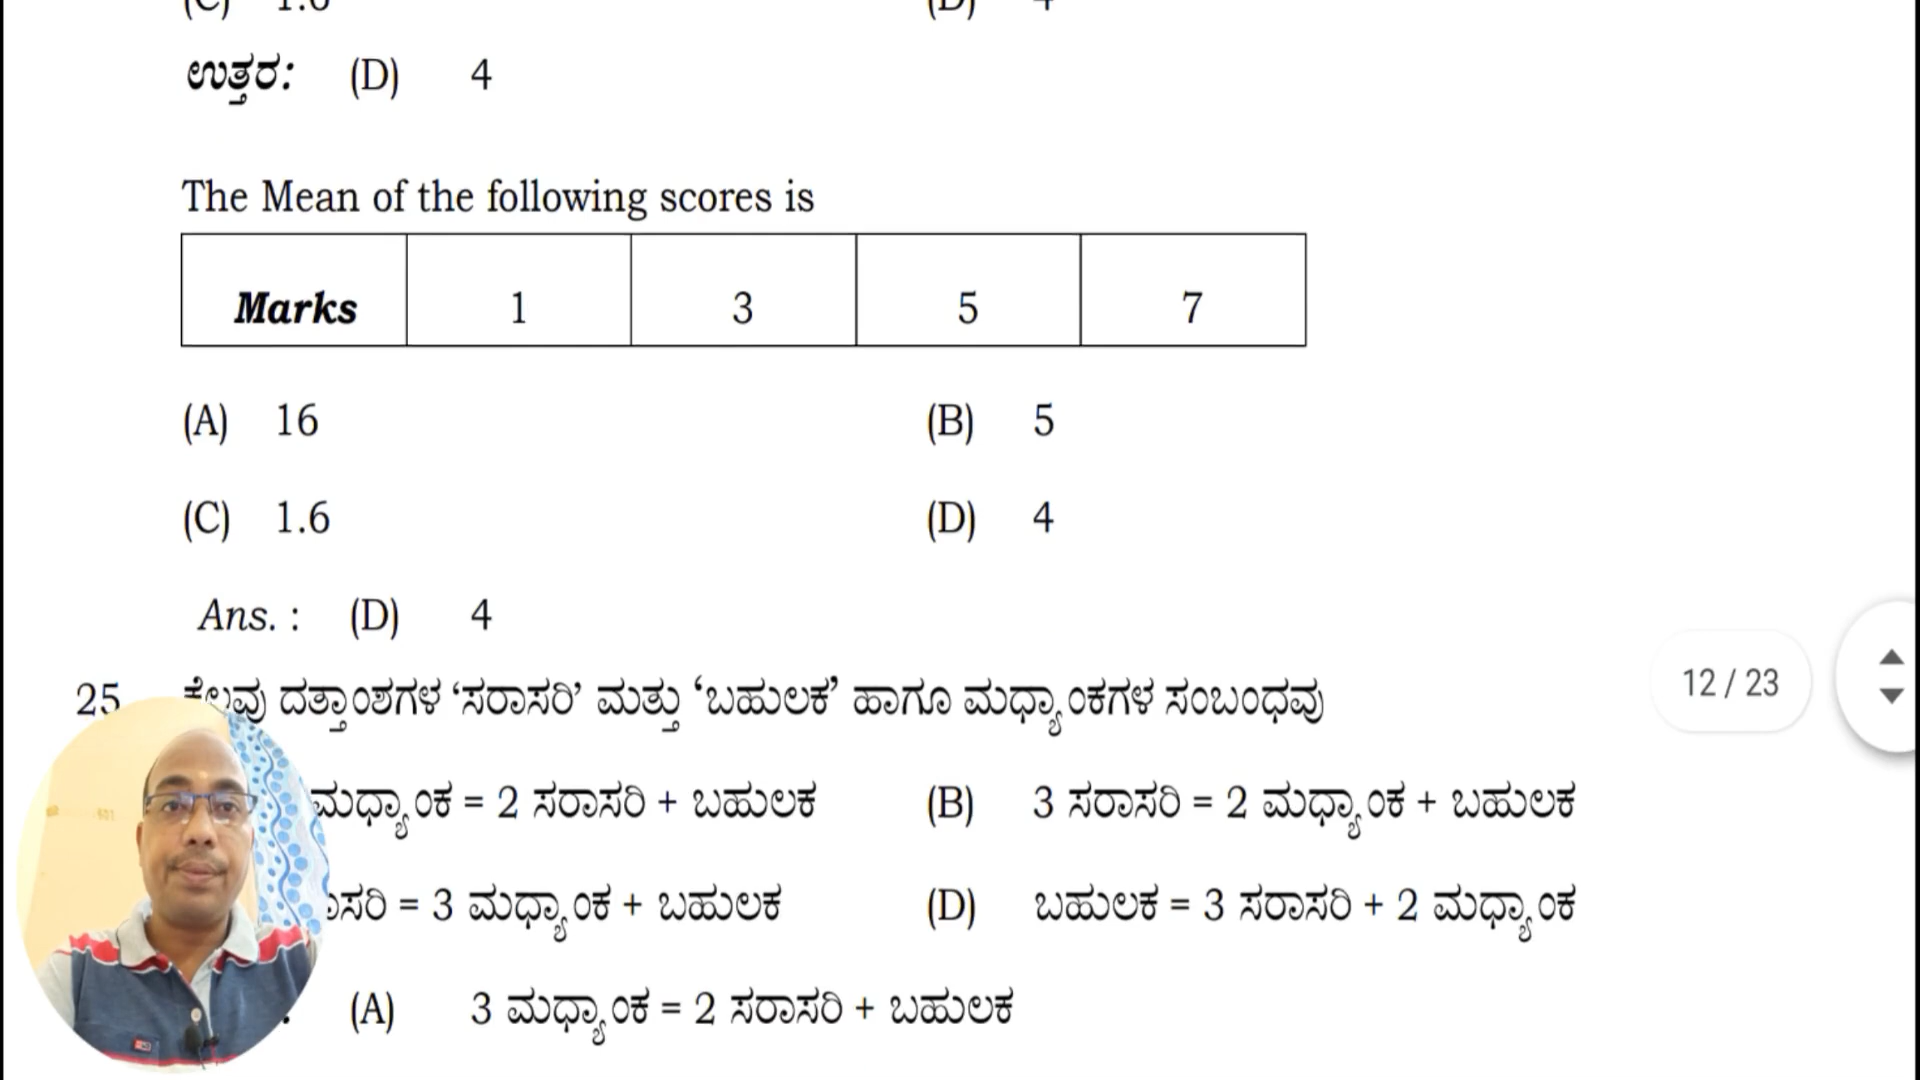 ಉತ್ತರ: (D) 4
The Mean of the following scores is
Marks 1 3 5 7
(A) 16 (B) 5
(C) 1.6 (D) 4
Ans. : (D) 4
25 ಕೆಲವು ದತ್ತಾಂಶಗಳ ‘ಸರಾಸರಿ’ ಮತ್ತು ‘ಬಹುಲಕ’ ಹಾಗೂ ಮಧ್ಯಾಂಕಗಳ ಸಂಬಂಧವು
12 / 23
ಮಧ್ಯಾಂಕ = 2 ಸರಾಸರಿ + ಬಹುಲಕ (B) 3 ಸರಾಸರಿ = 2 ಮಧ್ಯಾಂಕ + ಬಹುಲಕ
= 3 ಮಧ್ಯಾಂಕ + ಬಹುಲಕ (D) ಬಹುಲಕ = 3 ಸರಾಸರಿ + 2 ಮಧ್ಯಾಂಕ
(A) 3 ಮಧ್ಯಾಂಕ = 2 ಸರಾಸರಿ + ಬಹುಲಕ